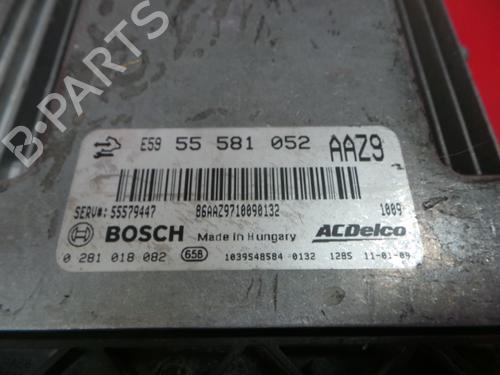 E59 55 581 052 AAZ9
SERV#: 55579447 86AAZ9710090132 1009
BOSCH Made in Hungary ACDelco
0 281 018 082 658 1039S48584 0132 1285 11-01-09
B-PARTS